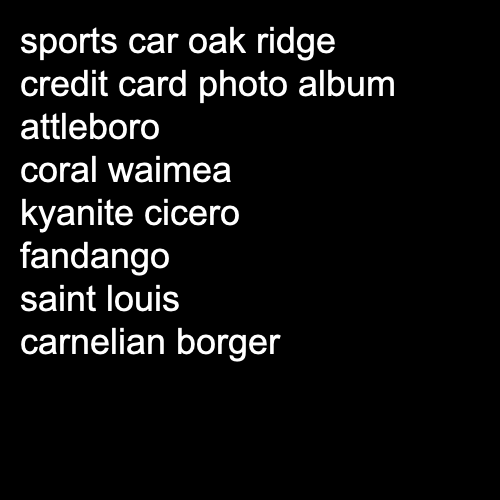 sports car oak ridge
credit card photo album
attleboro
coral waimea
kyanite cicero
fandango
saint louis
carnelian borger